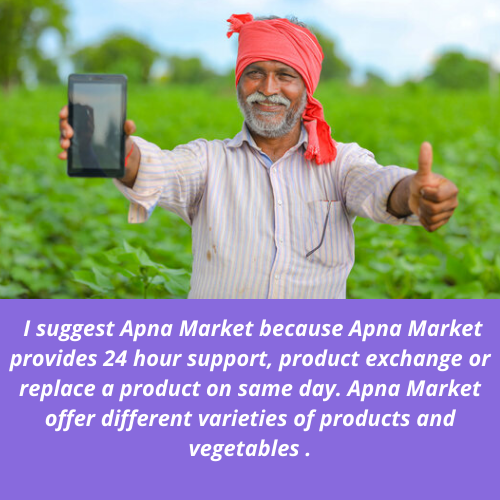 I suggest Apna Market because Apna Market
provides 24 hour support, product exchange or
replace a product on same day. Apna Market
offer different varieties of products and
vegetables .